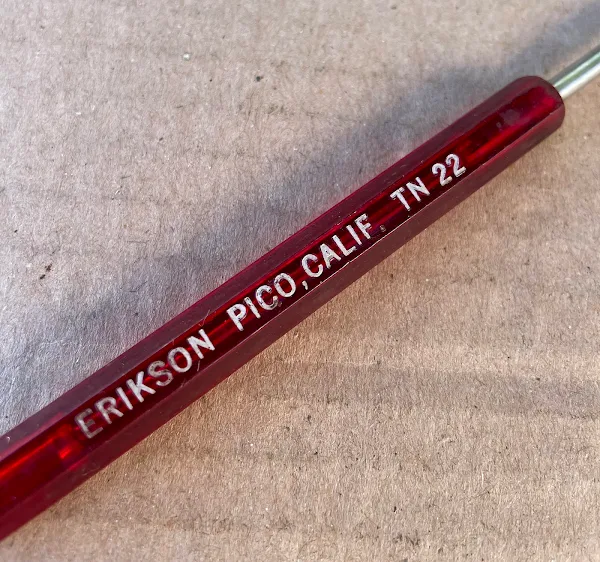 ERIKSON PICO, CALIF. TN 22